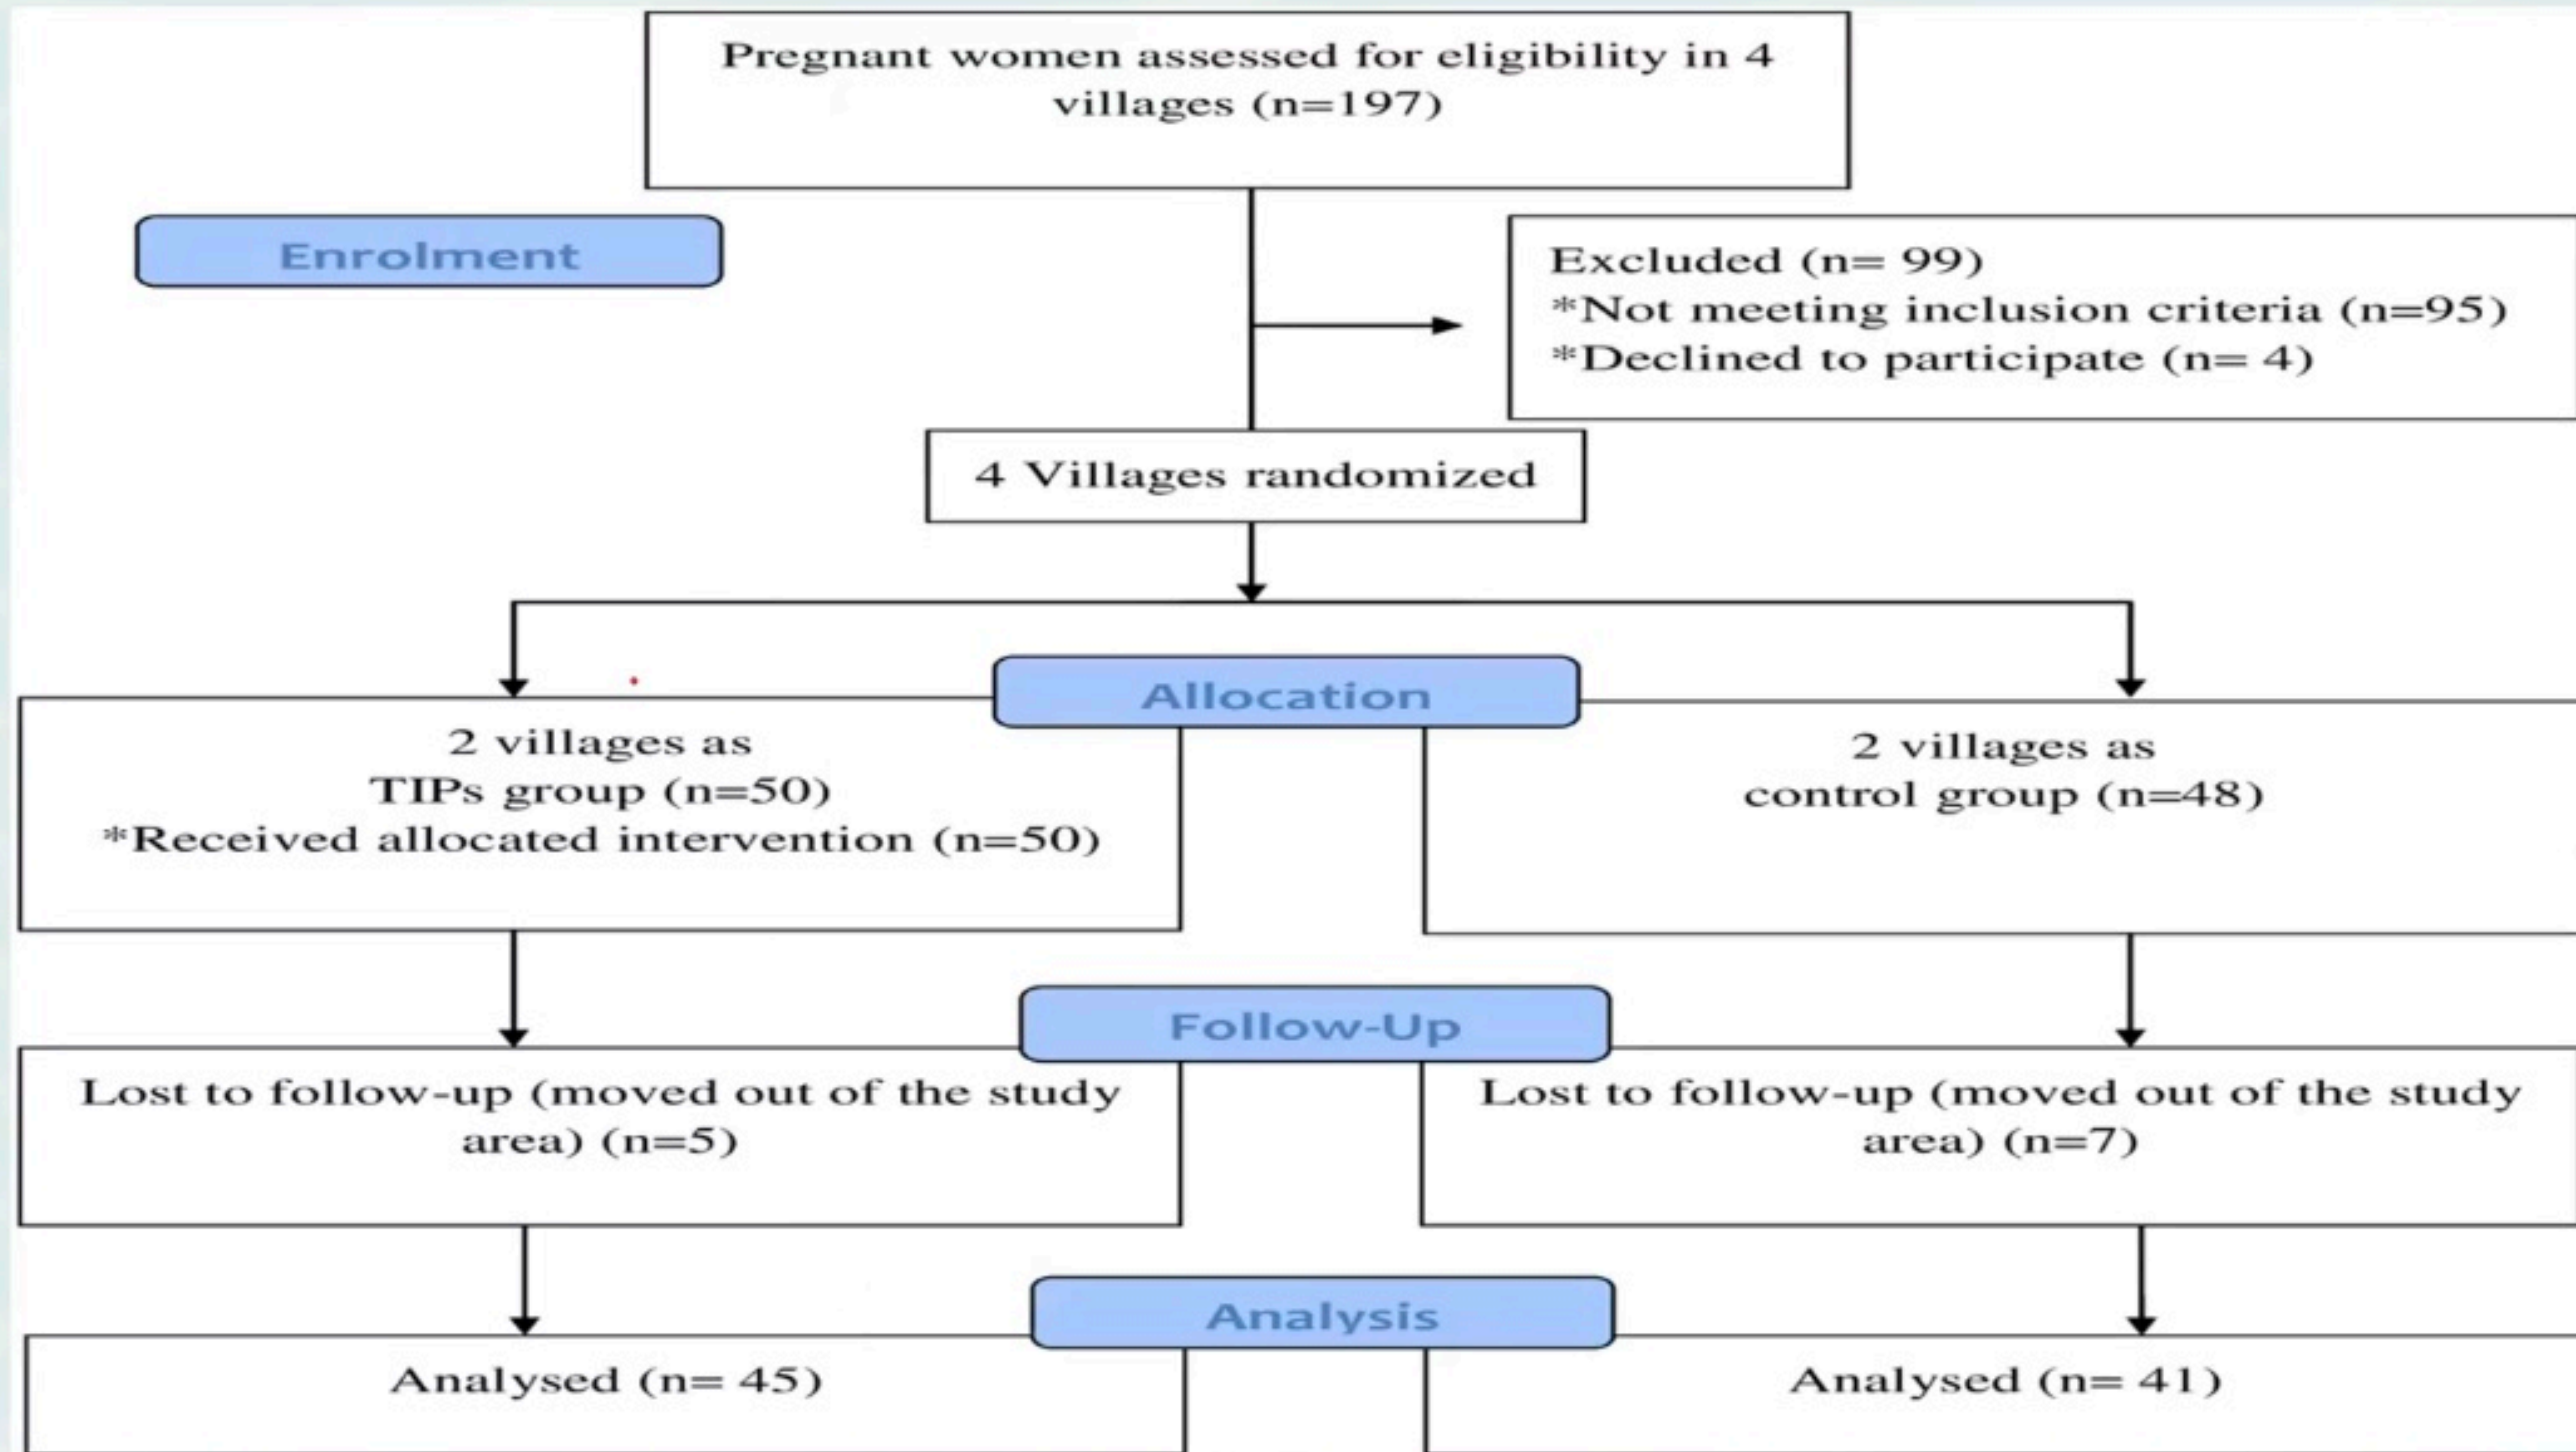 Pregnant women assessed for eligibility in 4
villages (n=197)
Enrolment
Excluded (n= 99)
*Not meeting inclusion criteria (n=95)
*Declined to participate (n= 4)
4 Villages randomized
Allocation
2 villages as
TIPs group (n=50)
*Received allocated intervention (n=50)
2 villages as
control group (n=48)
Follow-Up
Lost to follow-up (moved out of the study
area) (n=5)
Lost to follow-up (moved out of the study
area) (n=7)
Analysis
Analysed (n= 45)
Analysed (n= 41)